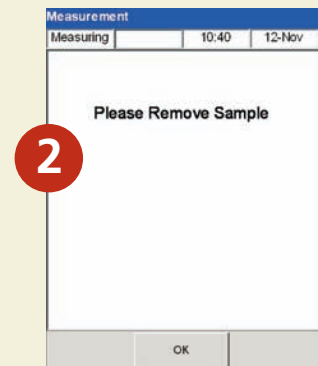 Measurement
Measuring 10:40 12-Nov
Please Remove Sample
2
OK